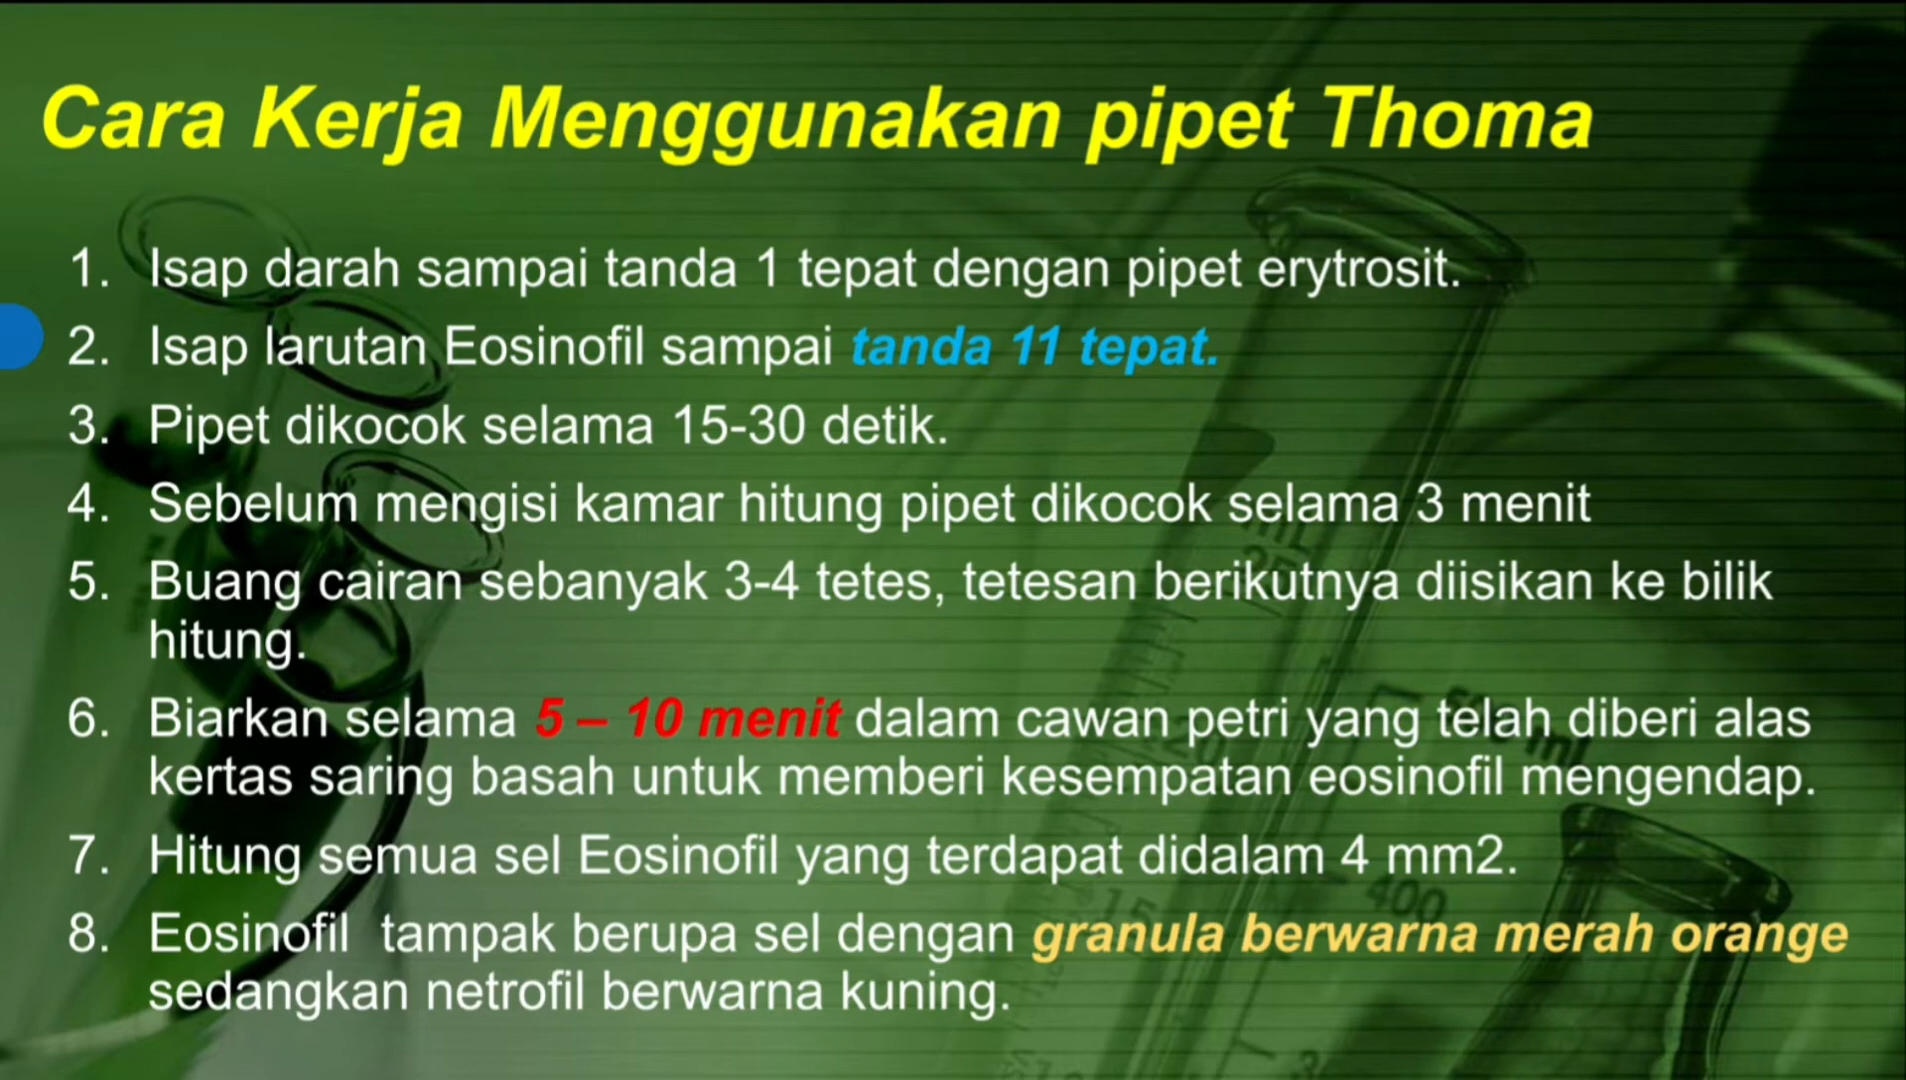 Cara Kerja Menggunakan pipet Thoma
1. Isap darah sampai tanda 1 tepat dengan pipet erytrosit.
2. Isap larutan Eosinofil sampai tanda 11 tepat.
3. Pipet dikocok selama 15-30 detik.
4. Sebelum mengisi kamar hitung pipet dikocok selama 3 menit
5. Buang cairan sebanyak 3-4 tetes, tetesan berikutnya diisikan ke bilik
hitung.
6. Biarkan selama 5 – 10 menit dalam cawan petri yang telah diberi alas
kertas saring basah untuk memberi kesempatan eosinofil mengendap.
7. Hitung semua sel Eosinofil yang terdapat didalam 4 mm2.
8. Eosinofil tampak berupa sel dengan granula berwarna merah orange
sedangkan netrofil berwarna kuning.
400
15